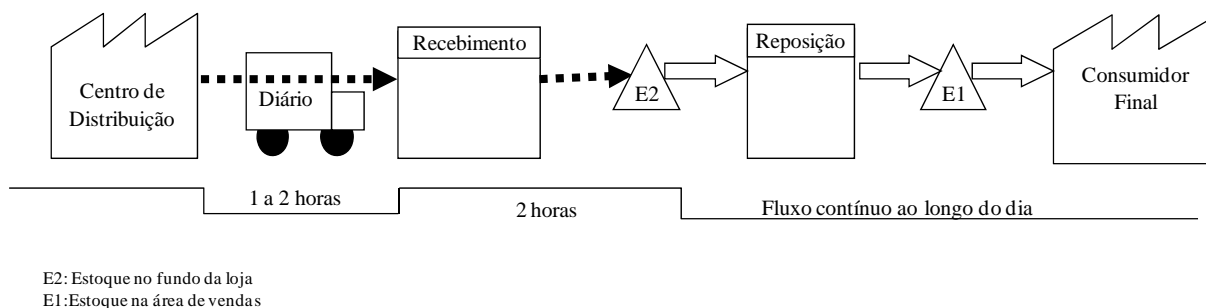 Centro de
Distribuição
Diário
Recebimento
E2
Reposição
E1
Consumidor
Final
1 a 2 horas
2 horas
Fluxo contínuo ao longo do dia
E2: Estoque no fundo da loja
E1:Estoque na área de vendas